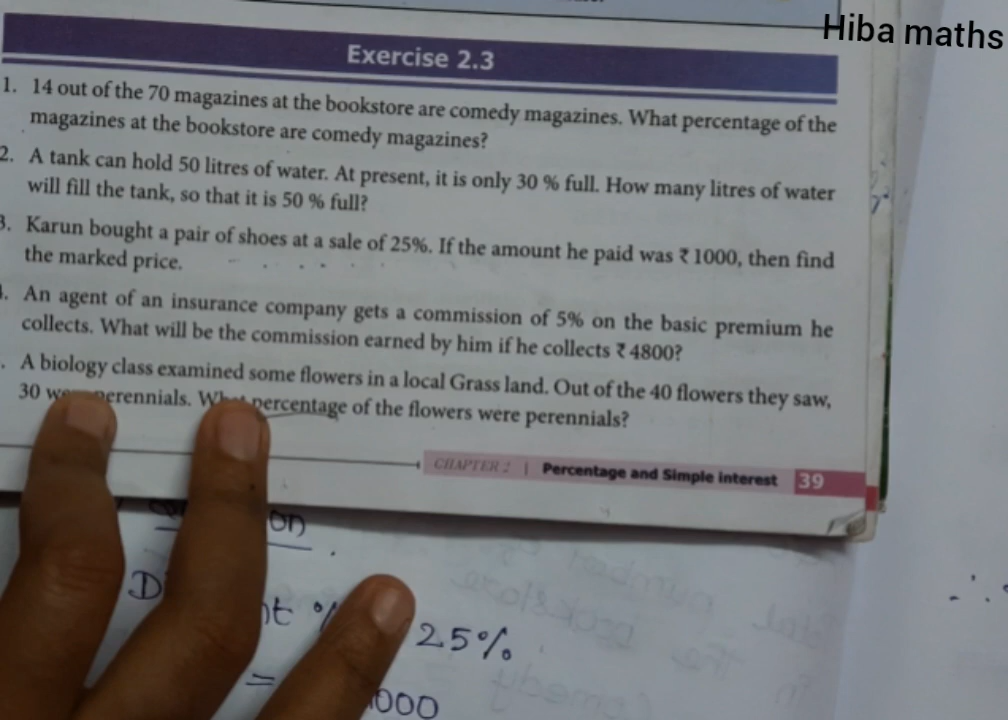 Hiba maths
Exercise 2.3
1. 14 out of the 70 magazines at the bookstore are comedy magazines. What percentage of the
magazines at the bookstore are comedy magazines?
2. A tank can hold 50 litres of water. At present, it is only 30 % full. How many litres of water
will fill the tank, so that it is 50 % full?
3. Karun bought a pair of shoes at a sale of 25%. If the amount he paid was ₹ 1000, then find
the marked price.
. An agent of an insurance company gets a commission of 5% on the basic premium he
collects. What will be the commission earned by him if he collects ₹ 4800?
. A biology class examined some flowers in a local Grass land. Out of the 40 flowers they saw,
30 perennials. percentage of the flowers were perennials?
CHAPTER 2 | Percentage and Simple interest 39
on
D nt % 25%.
= 000